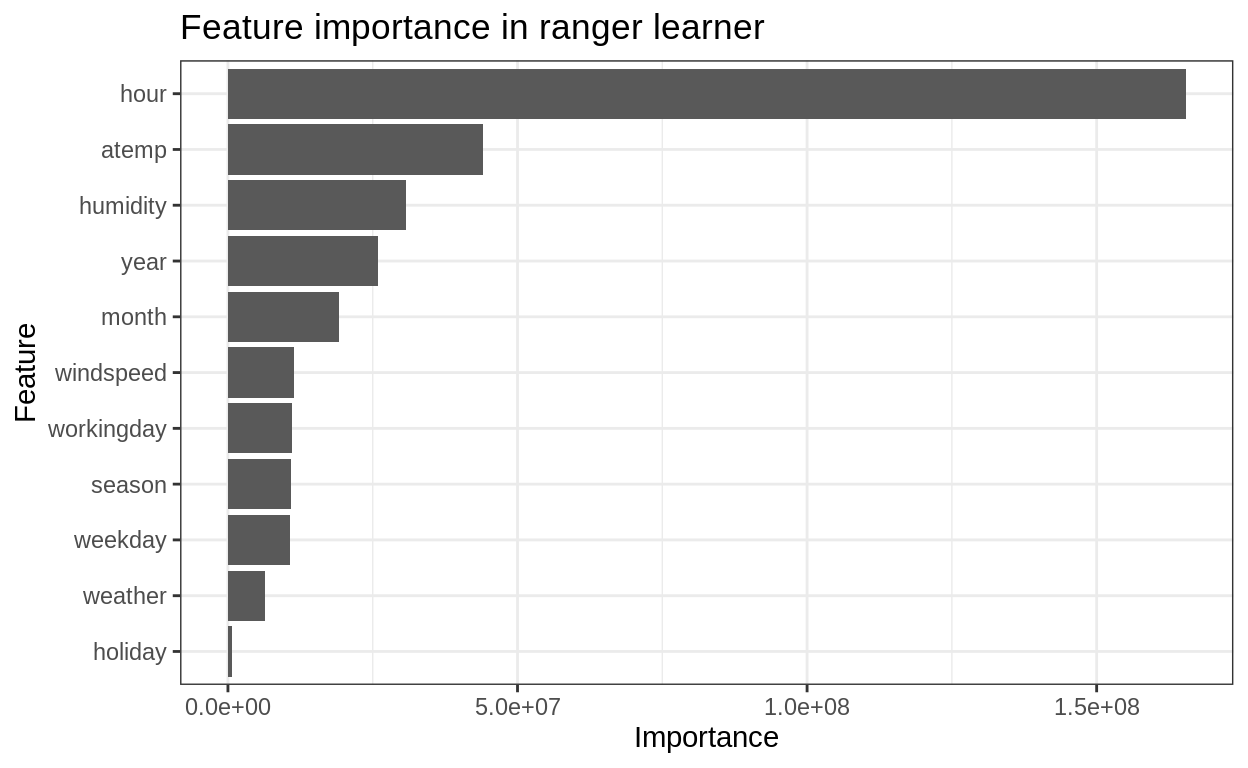 Feature importance in ranger learner
hour
atemp
humidity
year
month
windspeed
workingday
season
weekday
weather
holiday
Feature
0.0e+00 5.0e+07 1.0e+08 1.5e+08
Importance